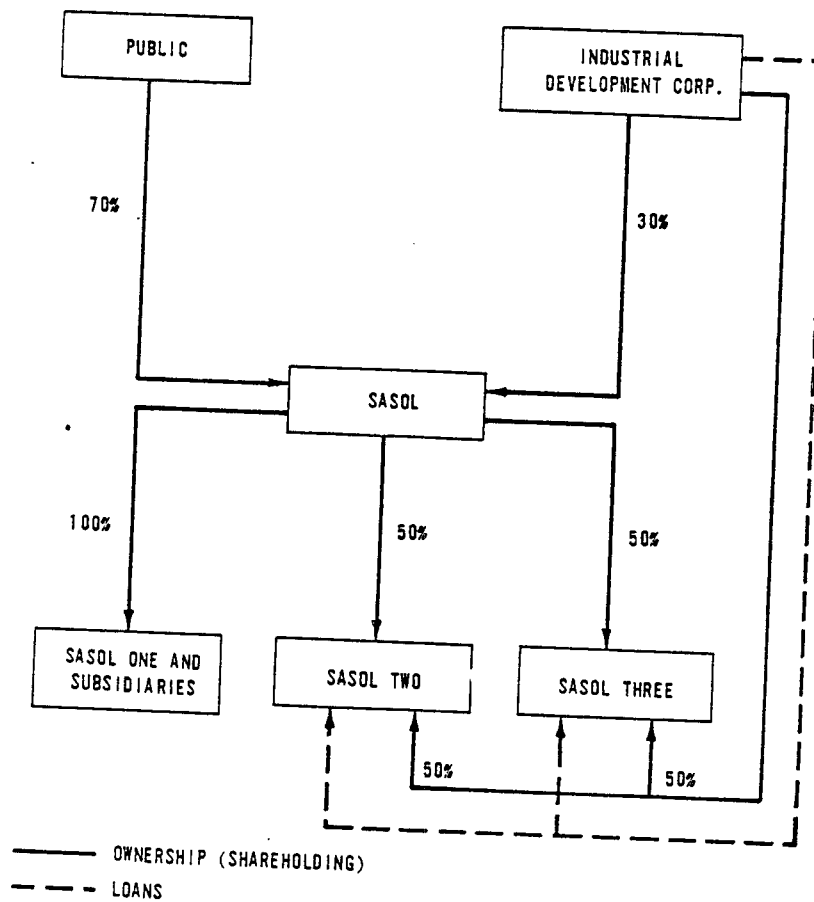 PUBLIC
INDUSTRIAL
DEVELOPMENT CORP.
70%
30%
SASOL
100%
50%
50%
SASOL ONE AND
SUBSIDIARIES
SASOL TWO
SASOL THREE
50%
50%
OWNERSHIP (SHAREHOLDING)
LOANS